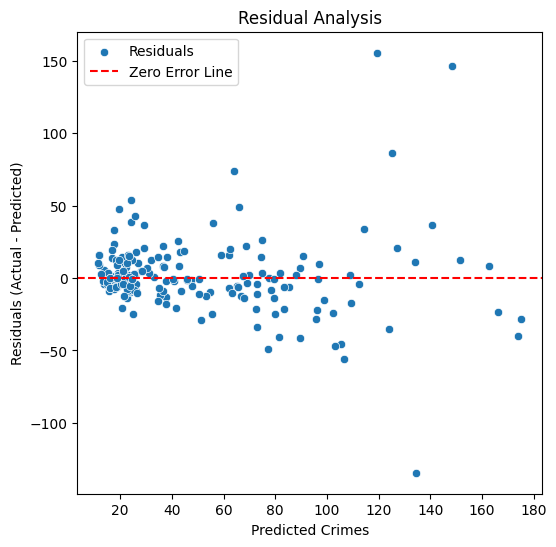 Residual Analysis
Residuals
Zero Error Line
Residuals (Actual - Predicted)
150
100
50
0
−50
−100
20 40 60 80 100 120 140 160 180
Predicted Crimes